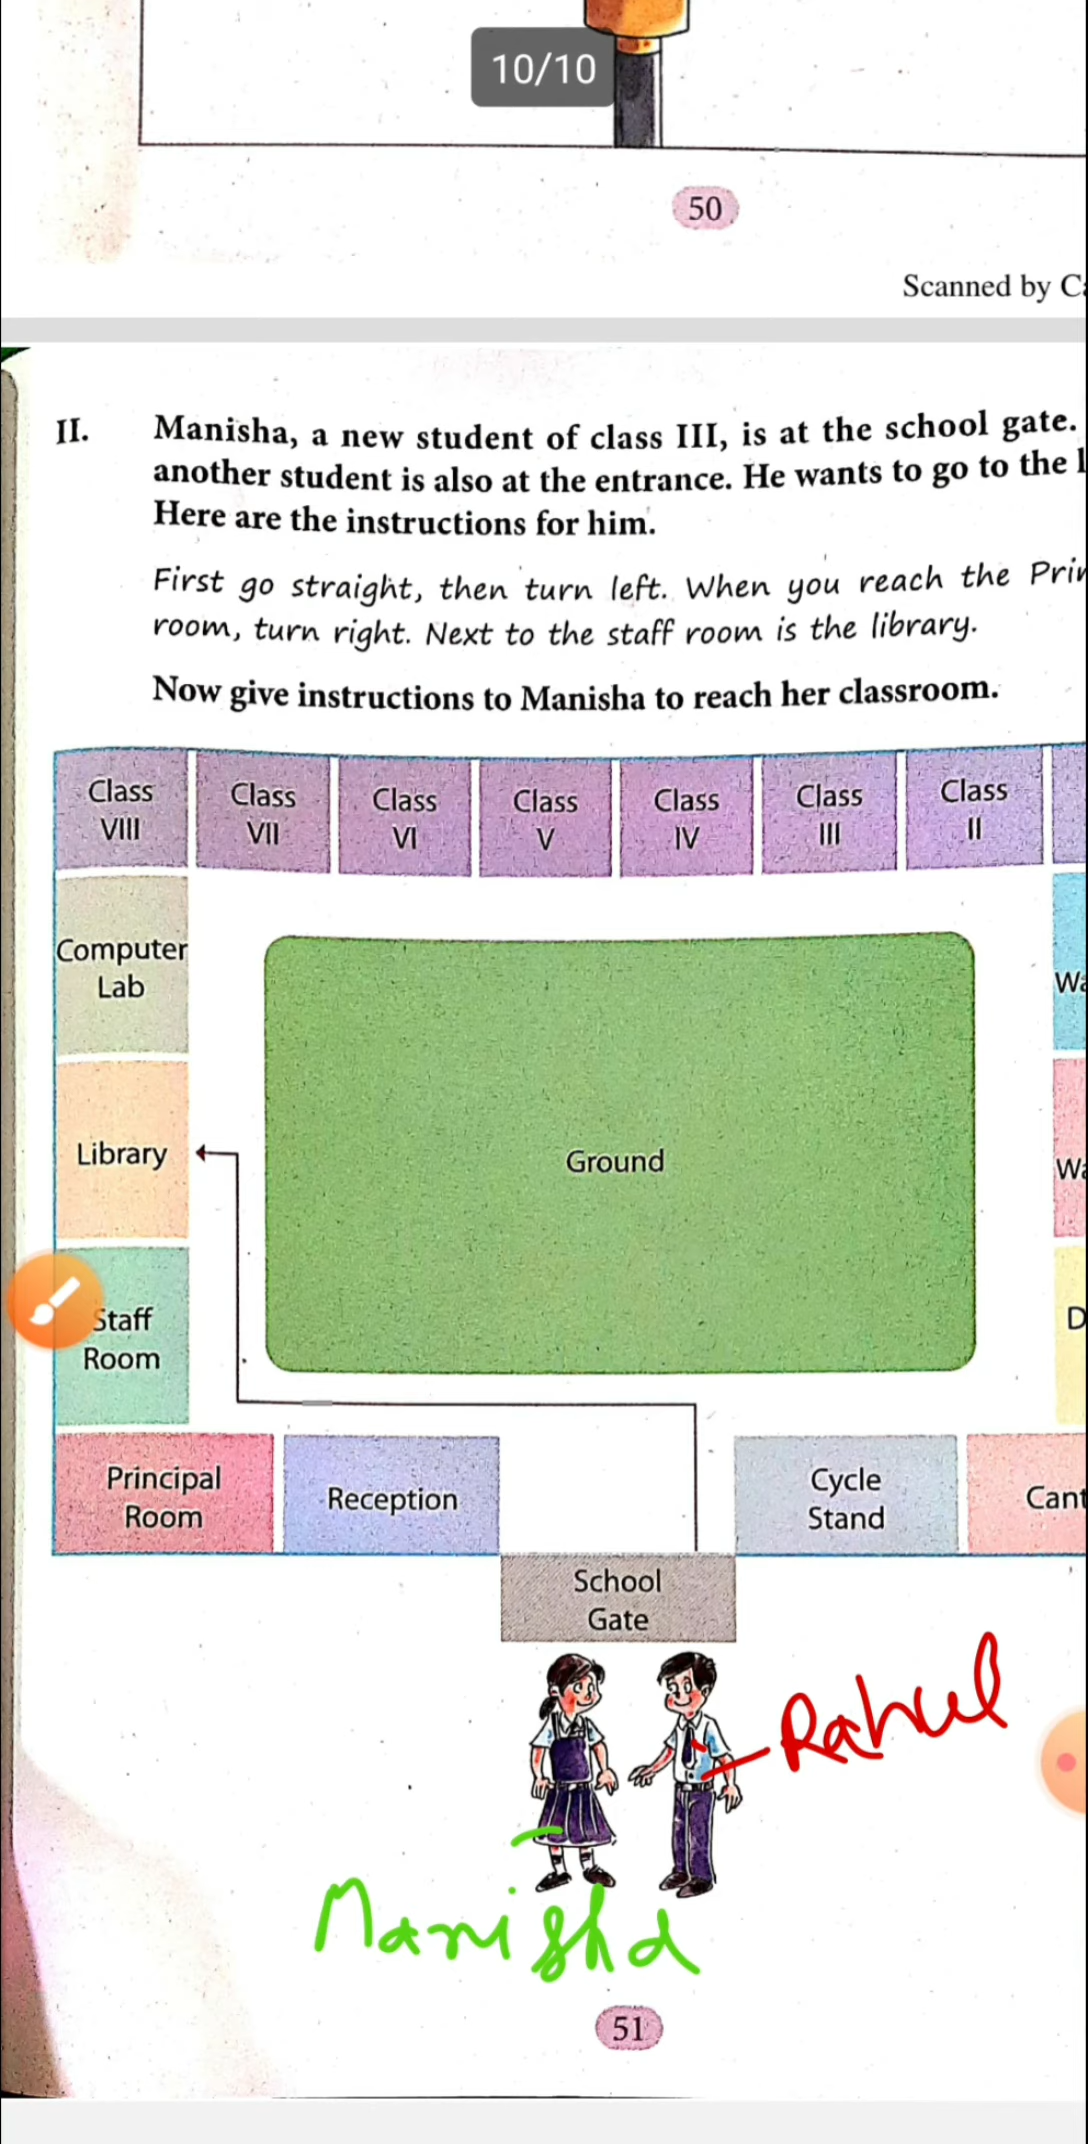 10/10
50
Scanned by
II. Manisha, a new student of class III, is at the school gate.
another student is also at the entrance. He wants to go to the
Here are the instructions for him.
First go straight, then turn left. When you reach the
room, turn right. Next to the staff room is the library.
Now give instructions to Manisha to reach her classroom.
Class VIII
Class VII
Class VI
Class V
Class IV
Class III
Class II
Computer Lab
Library
Ground
Staff Room
Principal Room
Reception
Cycle Stand
School Gate
Rahul
Manisha
51